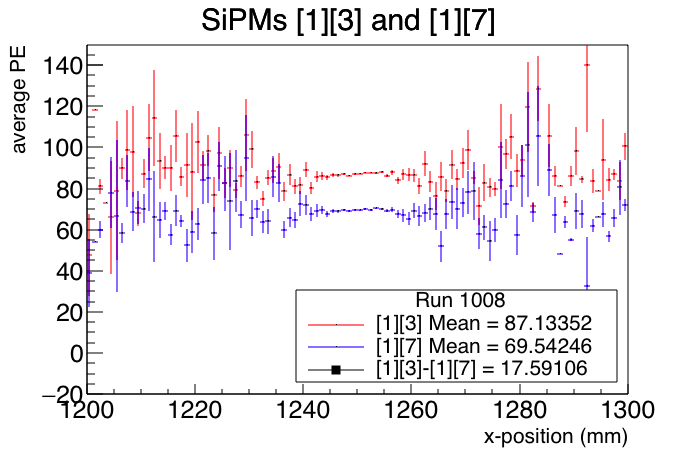 SiPMs [1][3] and [1][7]
average PE
140
120
100
80
60
40
20
0
−20
1200
1220
1240
1260
1280
1300
x-position (mm)
Run 1008
[1][3] Mean = 87.13352
[1][7] Mean = 69.54246
[1][3]-[1][7] = 17.59106